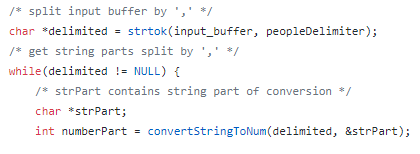 /* split input buffer by ',' */
char *delimited = strtok(input_buffer, peopleDelimiter);
/* get string parts split by ',' */
while(delimited != NULL) {
/* strPart contains string part of conversion */
char *strPart;
int numberPart = convertStringToNum(delimited, &strPart);